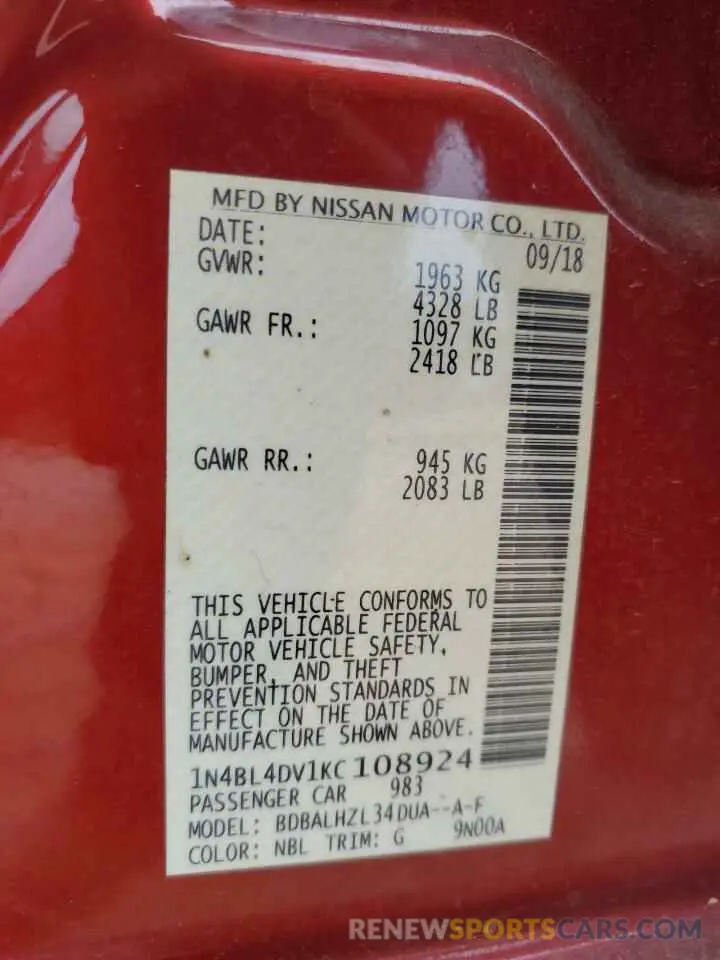 MFD BY NISSAN MOTOR CO., LTD.
DATE: 09/18
GVWR: 1963 KG
4328 LB
GAWR FR.: 1097 KG
2418 LB
GAWR RR.: 945 KG
2083 LB
THIS VEHICLE CONFORMS TO
ALL APPLICABLE FEDERAL
MOTOR VEHICLE SAFETY,
BUMPER, AND THEFT
PREVENTION STANDARDS IN
EFFECT ON THE DATE OF
MANUFACTURE SHOWN ABOVE.
1N4BL4DV1KC108924
PASSENGER CAR 983
MODEL: BDBALHZL34DUA--A-F
COLOR: NBL TRIM: G 9N00A
RENEWSPORTSCARS.COM